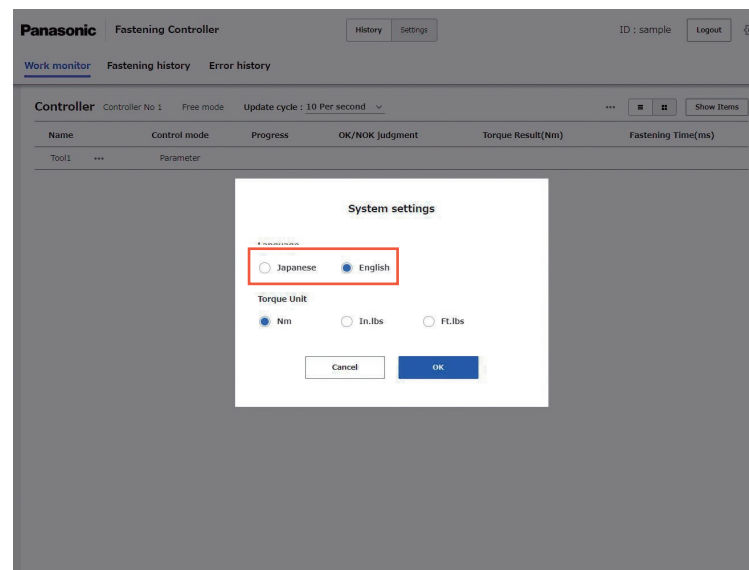 Panasonic Fastening Controller History Settings ID : sample Logout
Work monitor Fastening history Error history
Controller Controller No 1 Free mode Update cycle : 10 Per second ••• Show Items
Name Control mode Progress OK/NOK Judgment Torque Result(Nm) Fastening Time(ms)
Tool1 ••• Parameter
System settings
Language
Japanese English
Torque Unit
Nm In.lbs Ft.lbs
Cancel OK